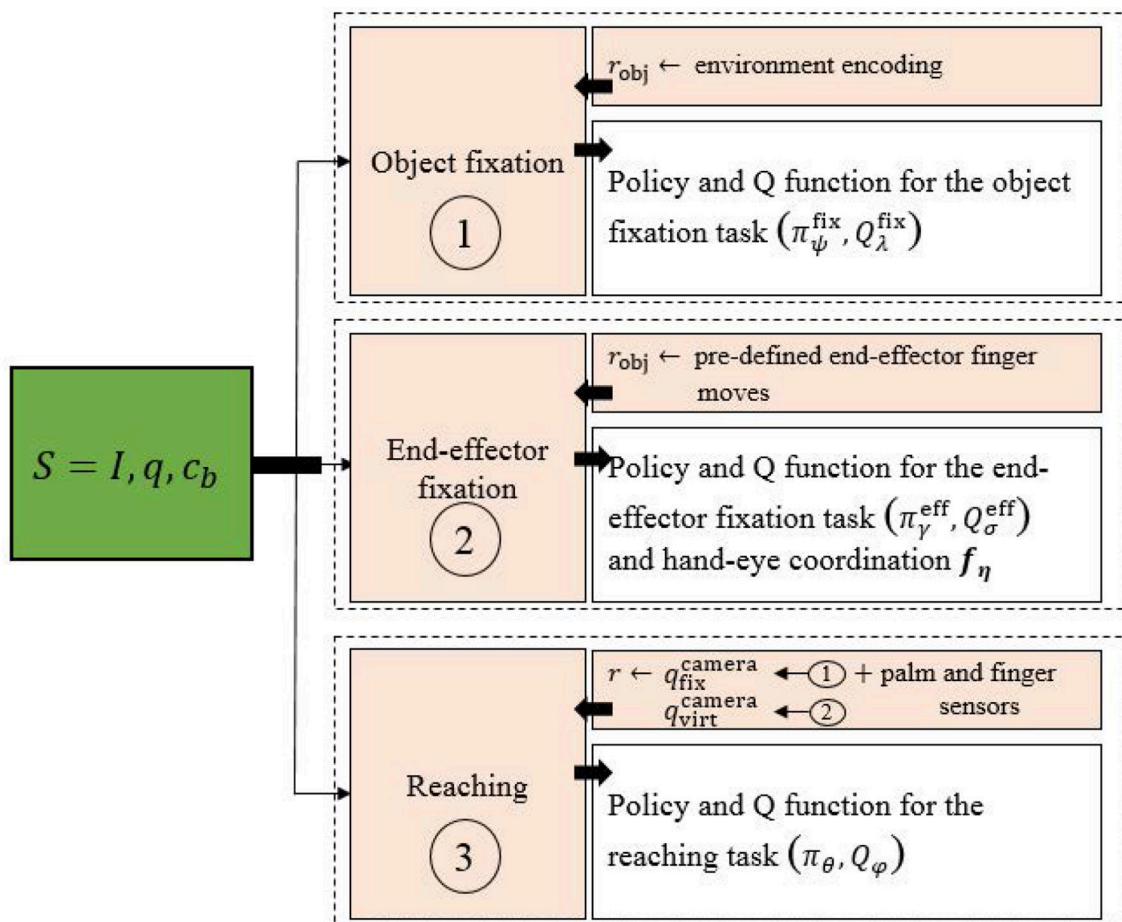 S = I, q, c_b
Object fixation
1
r_obj ← environment encoding
Policy and Q function for the object
fixation task (π_ψ^fix, Q_λ^fix)
End-effector
fixation
2
r_obj ← pre-defined end-effector finger
moves
Policy and Q function for the end-
effector fixation task (π_γ^eff, Q_σ^eff)
and hand-eye coordination f_η
Reaching
3
r ← q_fix^camera ← 1 + palm and finger
q_virt^camera ← 2 sensors
Policy and Q function for the
reaching task (π_θ, Q_φ)